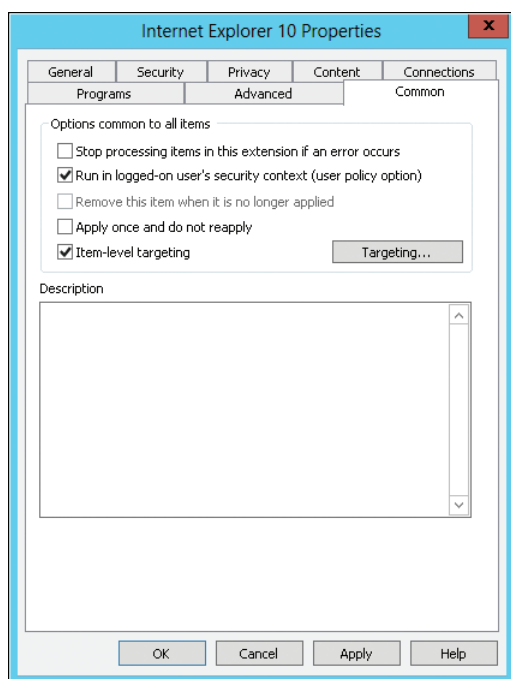 Internet Explorer 10 Properties
x
General Security Privacy Content Connections
Programs Advanced Common
Options common to all items
Stop processing items in this extension if an error occurs
Run in logged-on user's security context (user policy option)
Remove this item when it is no longer applied
Apply once and do not reapply
Item-level targeting Targeting...
Description
OK Cancel Apply Help